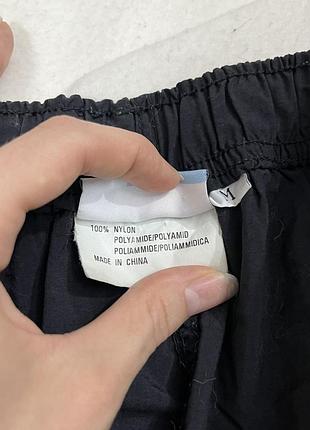 M
100% NYLON
POLYAMIDE/POLYAMID
POLIAMMIDE/POLIAMMIDICA
MADE IN CHINA